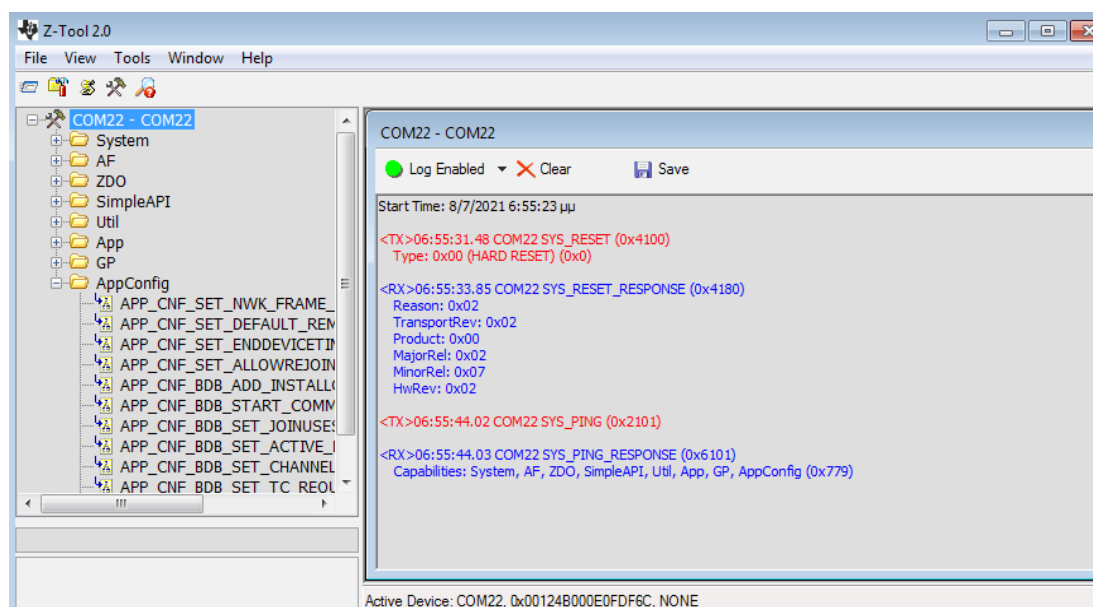 Z-Tool 2.0
File View Tools Window Help
COM22 - COM22
System
AF
ZDO
SimpleAPI
Util
App
GP
AppConfig
APP_CNF_SET_NWK_FRAME_
APP_CNF_SET_DEFAULT_REM
APP_CNF_SET_ENDDEVICETIM
APP_CNF_SET_ALLOWREJOIN
APP_CNF_BDB_ADD_INSTALLC
APP_CNF_BDB_START_COMM
APP_CNF_BDB_SET_JOINUSES
APP_CNF_BDB_SET_ACTIVE_
APP_CNF_BDB_SET_CHANNEL
APP_CNF_BDB_SET_TC_REQU
COM22 - COM22
Log Enabled Clear Save
Start Time: 8/7/2021 6:55:23 μμ
<TX>06:55:31.48 COM22 SYS_RESET (0x4100)
Type: 0x00 (HARD RESET) (0x0)
<RX>06:55:33.85 COM22 SYS_RESET_RESPONSE (0x4180)
Reason: 0x02
TransportRev: 0x02
Product: 0x00
MajorRel: 0x02
MinorRel: 0x07
HwRev: 0x02
<TX>06:55:44.02 COM22 SYS_PING (0x2101)
<RX>06:55:44.03 COM22 SYS_PING_RESPONSE (0x6101)
Capabilities: System, AF, ZDO, SimpleAPI, Util, App, GP, AppConfig (0x779)
Active Device: COM22, 0x00124B000E0FDF6C, NONE